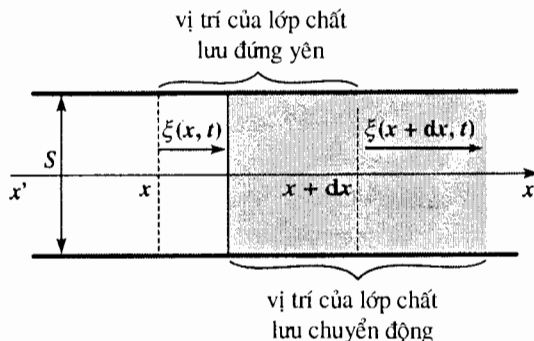 vị trí của lớp chất
lưu đứng yên
ξ(x, t)
ξ(x + dx, t)
S
x'
x
x + dx
x
vị trí của lớp chất
lưu chuyển động